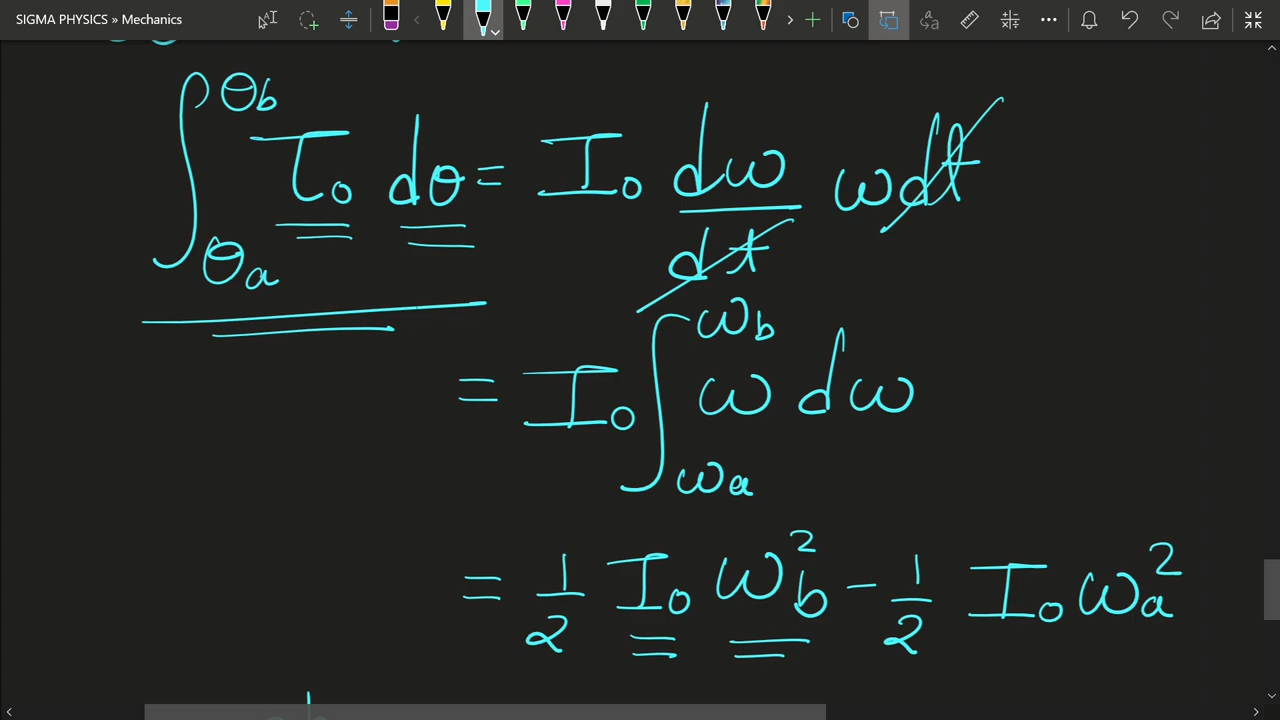 SIGMA PHYSICS » Mechanics
∫_{θa}^{θb} τ₀ dθ = I₀ dω/dt ω dt
= I₀ ∫_{ωa}^{ωb} ω dω
= 1/2 I₀ ω_b² - 1/2 I₀ ω_a²